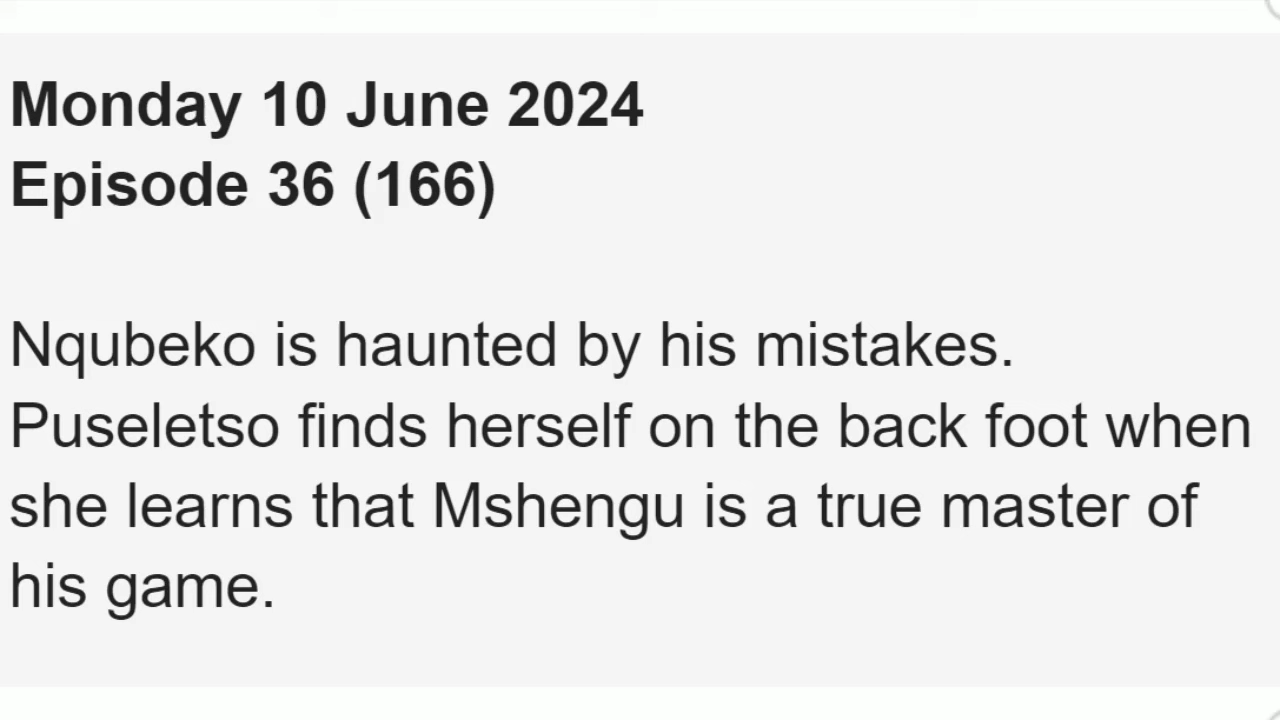 Monday 10 June 2024
Episode 36 (166)
Nqubeko is haunted by his mistakes.
Puseletso finds herself on the back foot when
she learns that Mshengu is a true master of
his game.